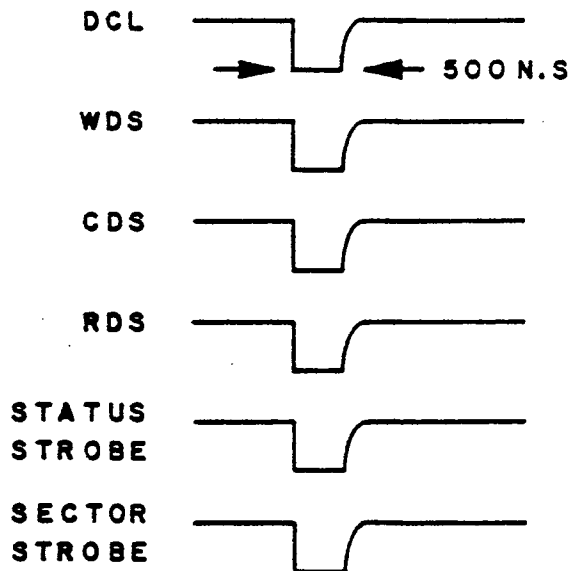 DCL
500 N.S
WDS
CDS
RDS
STATUS
STROBE
SECTOR
STROBE